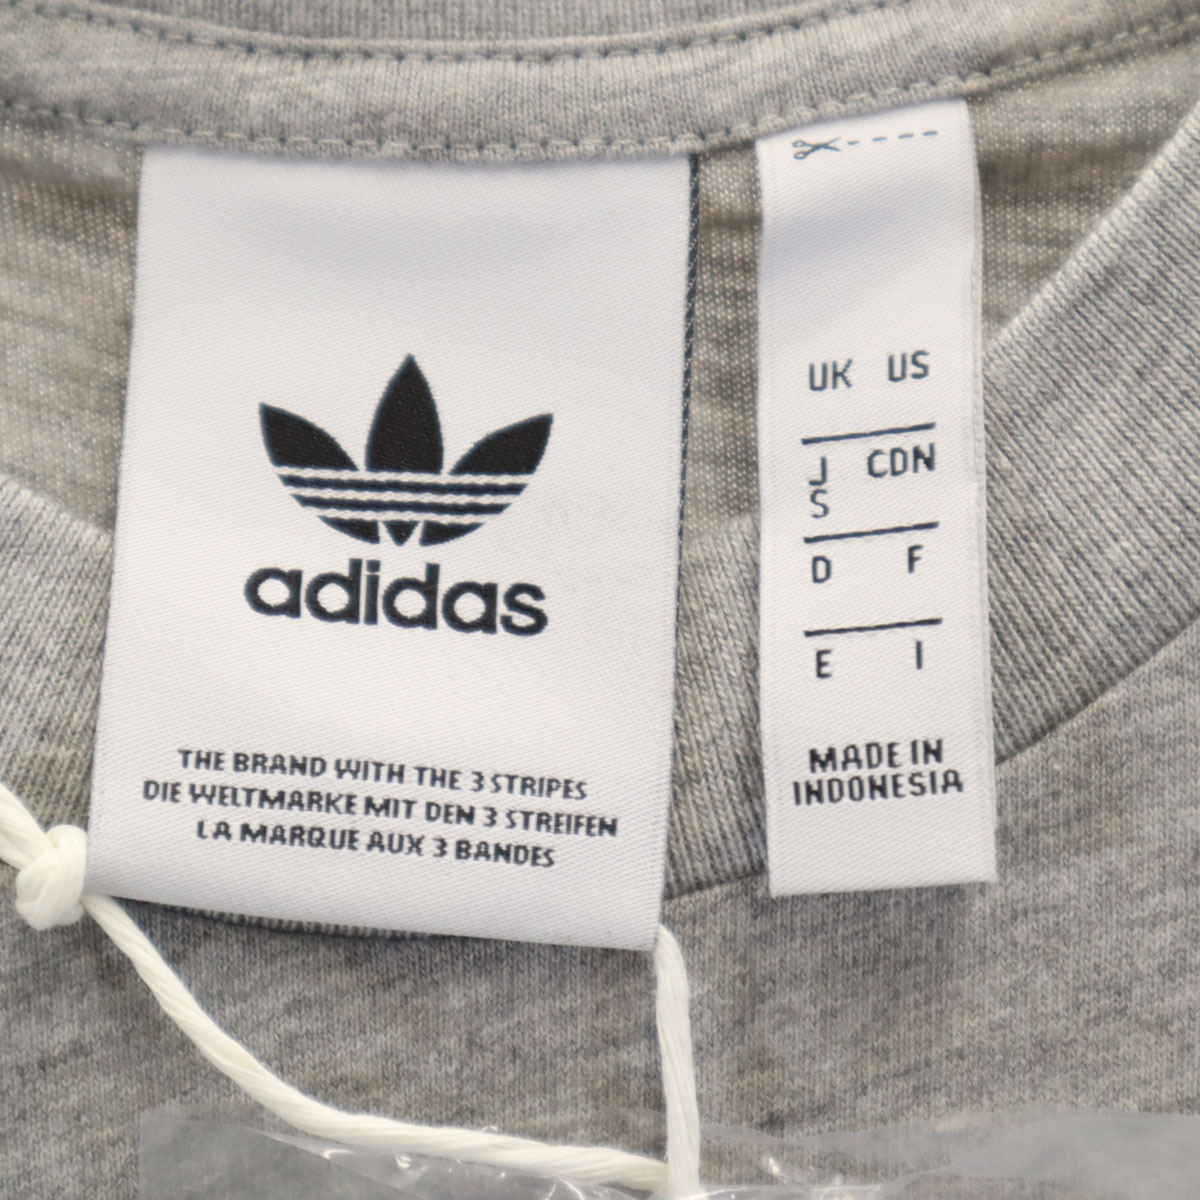 adidas
THE BRAND WITH THE 3 STRIPES
DIE WELTMARKE MIT DEN 3 STREIFEN
LA MARQUE AUX 3 BANDES
UK US
J CDN
S
D F
E I
MADE IN
INDONESIA